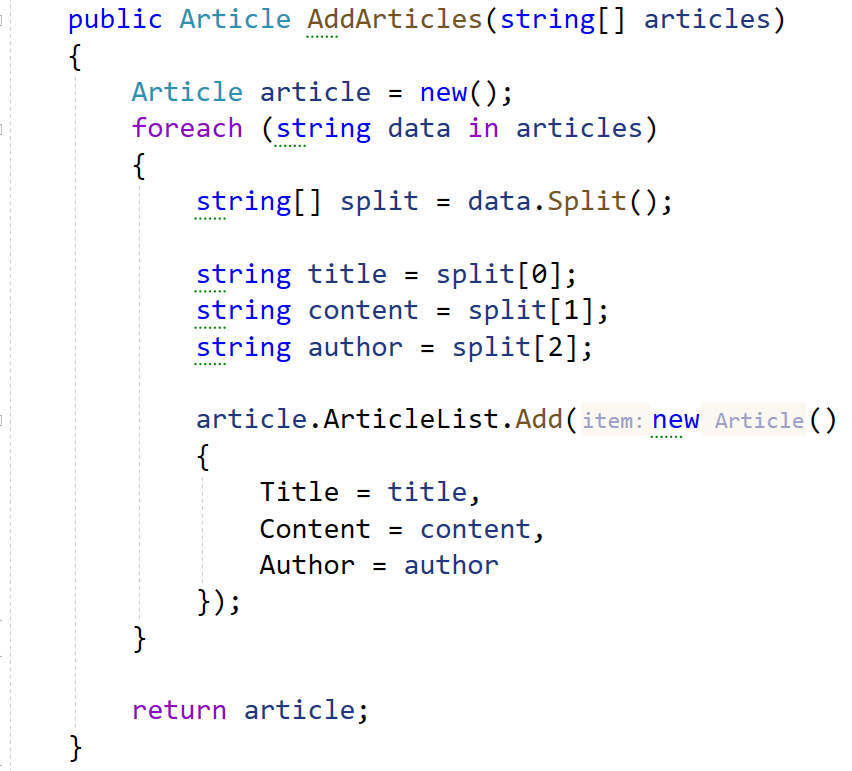 public Article AddArticles(string[] articles)
{
Article article = new();
foreach (string data in articles)
{
string[] split = data.Split();
string title = split[0];
string content = split[1];
string author = split[2];
article.ArticleList.Add(item: new Article()
{
Title = title,
Content = content,
Author = author
});
}
return article;
}